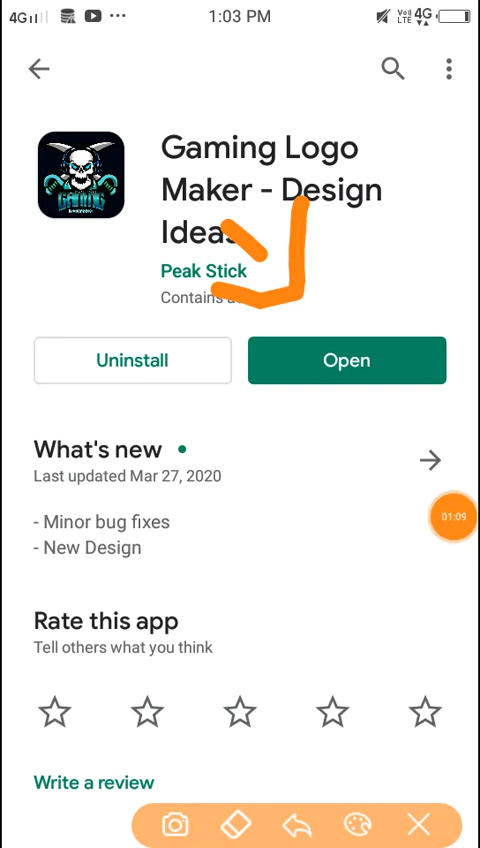 4G 1:03 PM VoLTE 4G
Gaming Logo
Maker - Design
Ideas
Peak Stick
Contains
Uninstall
Open
What's new
Last updated Mar 27, 2020
- Minor bug fixes
- New Design
01:09
Rate this app
Tell others what you think
Write a review
GAMING